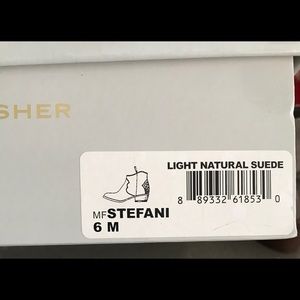 SHER
LIGHT NATURAL SUEDE
8 89332 61853 0
MFSTEFANI
6 M